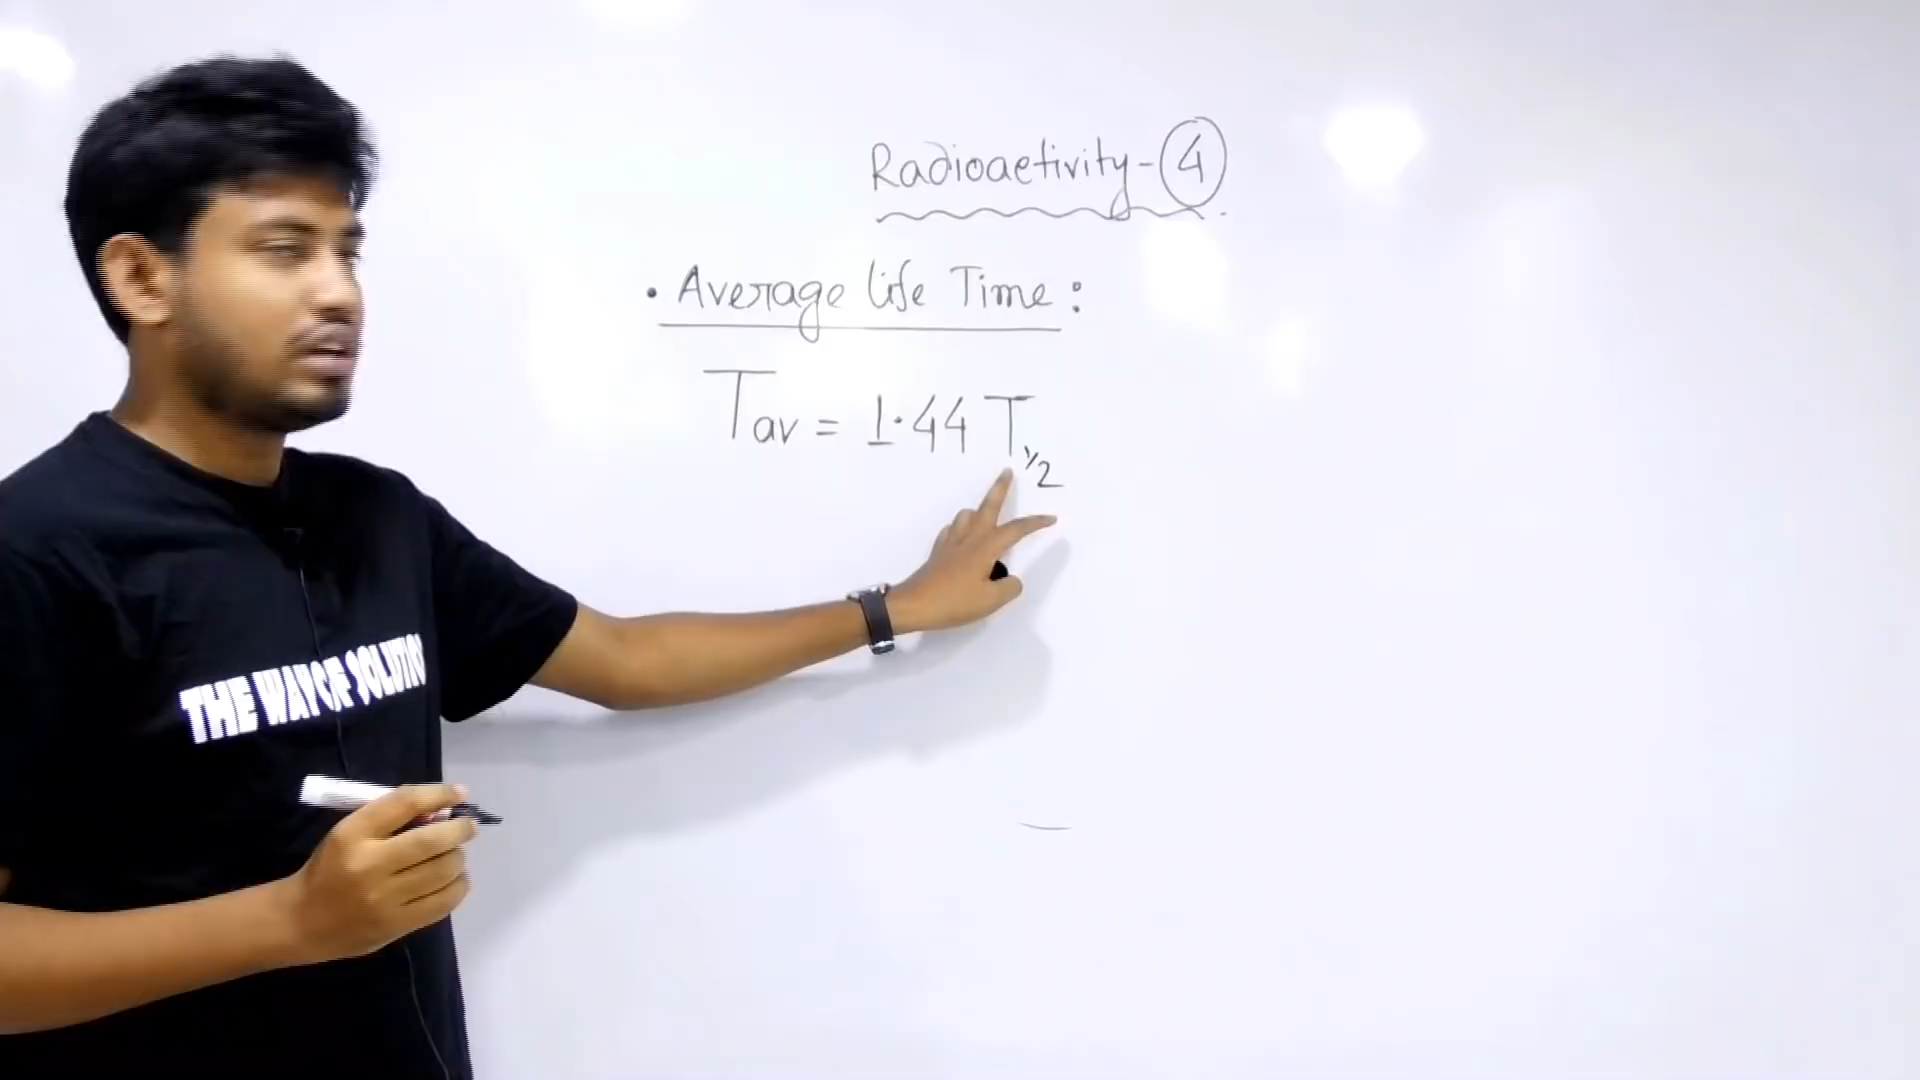 Radioactivity-④
• Average life Time:
Tav = 1.44 T1/2
THE WAY OF SOLUTION